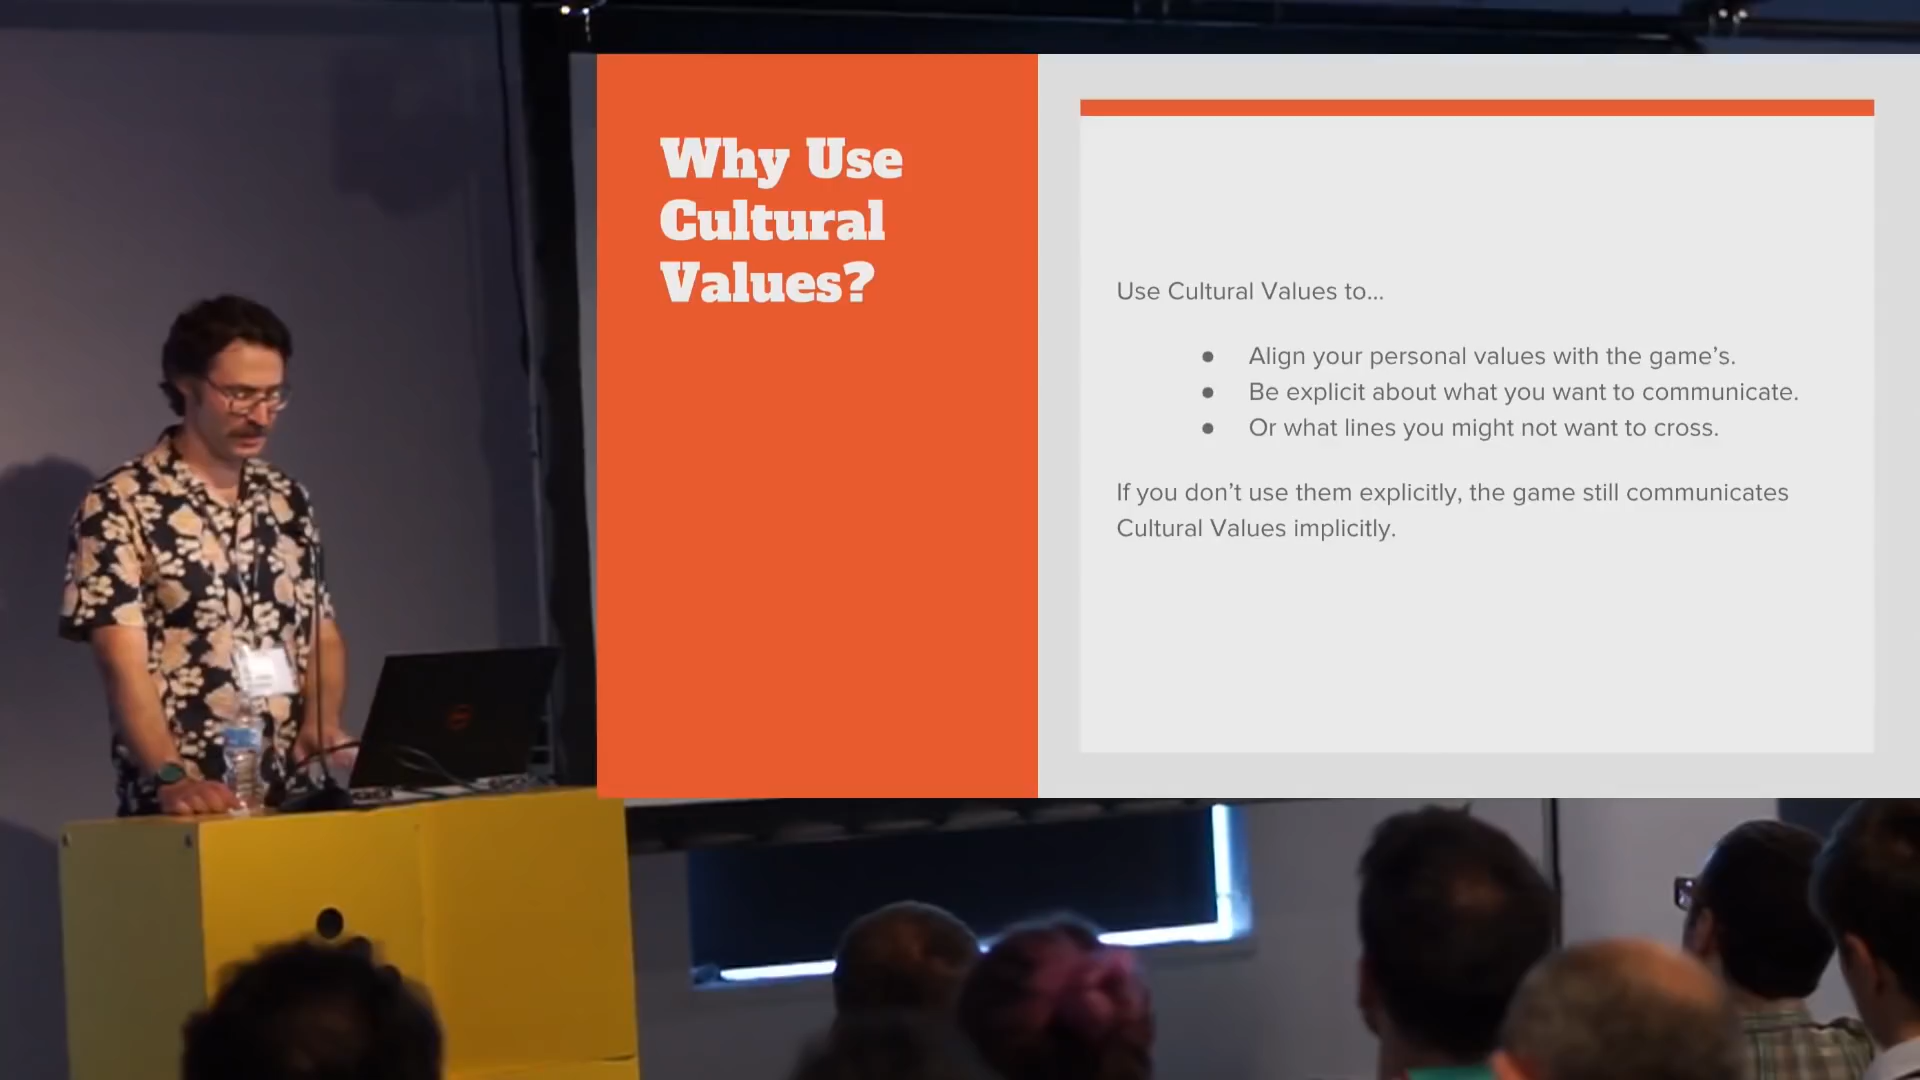 Why Use
Cultural
Values?
Use Cultural Values to...
● Align your personal values with the game's.
● Be explicit about what you want to communicate.
● Or what lines you might not want to cross.
If you don't use them explicitly, the game still communicates
Cultural Values implicitly.